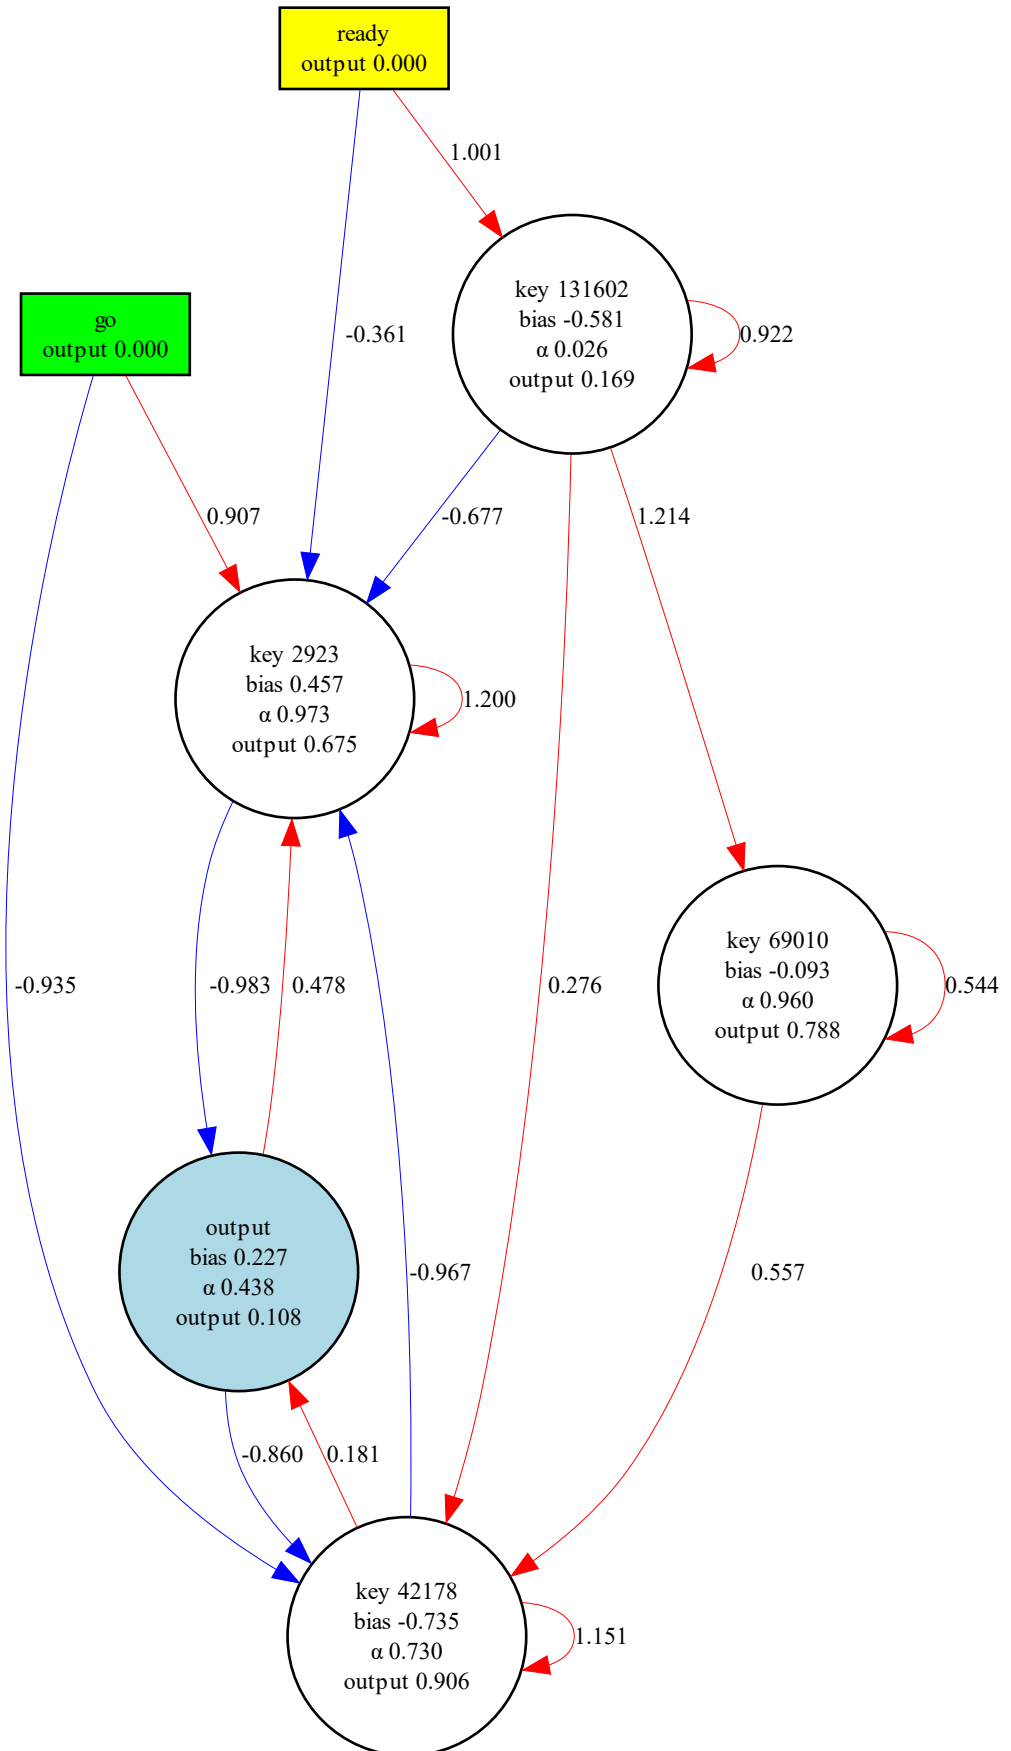 ready
output 0.000
1.001
key 131602
bias -0.581
α 0.026
output 0.169
0.922
go
output 0.000
-0.361
0.907
-0.677
1.214
key 2923
bias 0.457
α 0.973
output 0.675
1.200
key 69010
bias -0.093
α 0.960
output 0.788
0.544
-0.935
-0.983
0.478
0.276
output
bias 0.227
α 0.438
output 0.108
-0.967
0.557
-0.860
0.181
key 42178
bias -0.735
α 0.730
output 0.906
1.151